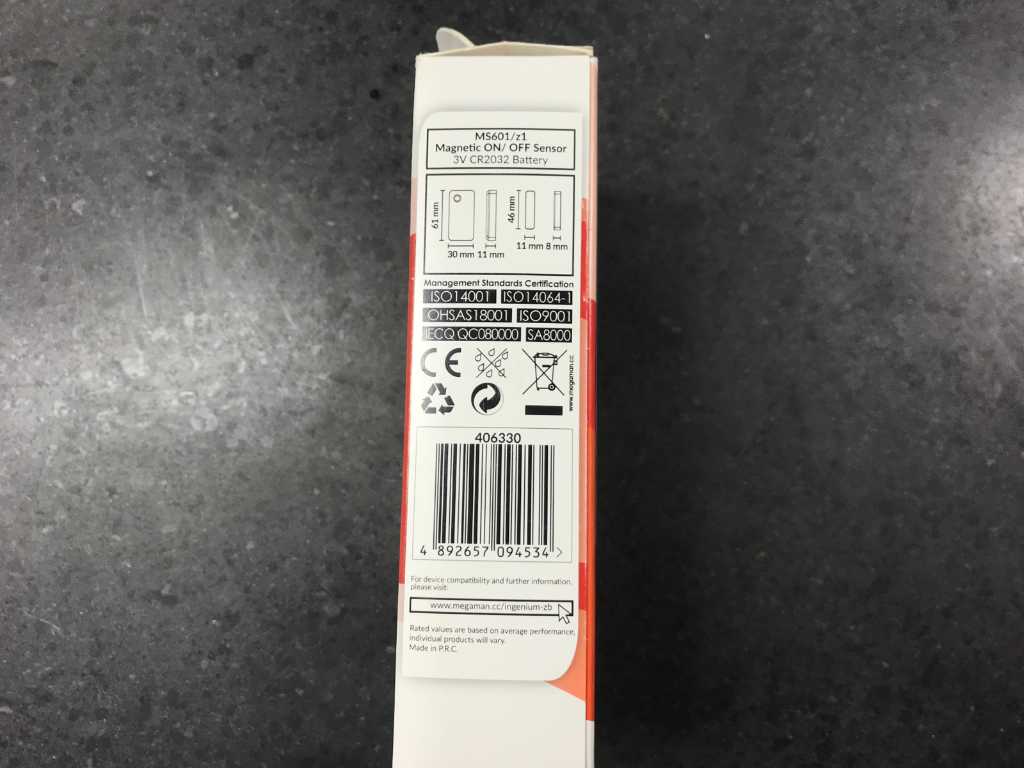 MS601/z1
Magnetic ON/ OFF Sensor
3V CR2032 Battery
61 mm
46 mm
11 mm 8 mm
30 mm 11 mm
Management Standards Certification
ISO14001 ISO14064-1
OHSAS18001 ISO9001
IECQ QC080000 SA8000
CE
www.megaman.cc
406330
4 892657 094534 >
For device compatibility and further information,
please visit:
www.megaman.cc/ingenium-zb
Rated values are based on average performance,
individual products will vary.
Made in P.R.C.